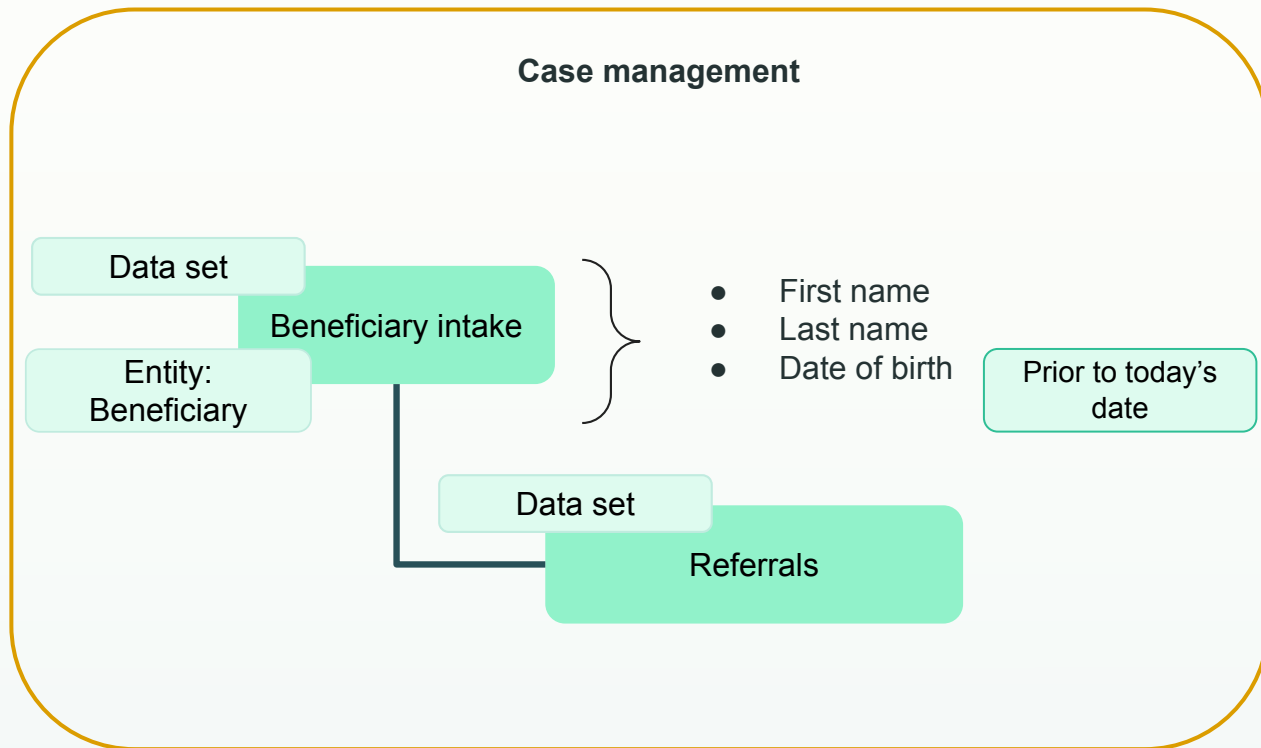 Case management
Data set
Beneficiary intake
Entity:
Beneficiary
● First name
● Last name
● Date of birth
Prior to today’s
date
Data set
Referrals